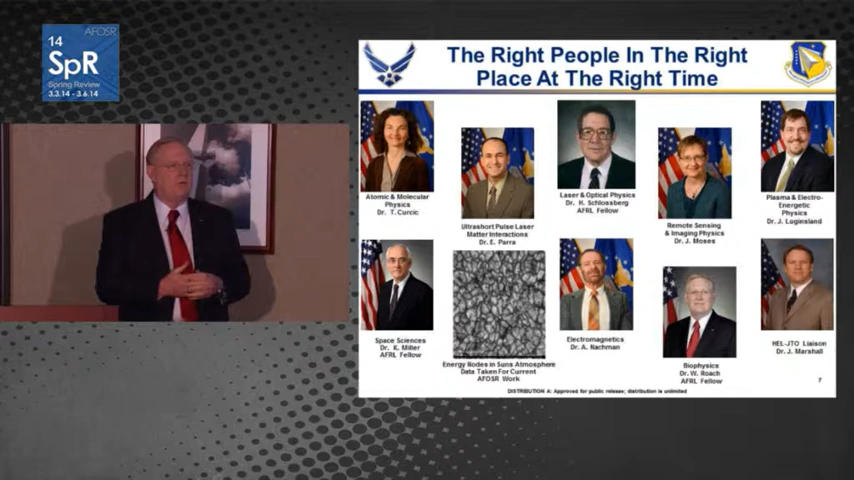 AFOSR
14
SpR
Spring Review
3.3.14 - 3.6.14
The Right People In The Right
Place At The Right Time
Atomic & Molecular
Physics
Dr. T. Curcic
Ultrashort Pulse Laser
Matter Interactions
Dr. E. Parra
Laser & Optical Physics
Dr. H. Schlossberg
AFRL Fellow
Remote Sensing
& Imaging Physics
Dr. J. Moses
Plasma & Electro-
Energetic
Physics
Dr. J. Luginsland
Space Sciences
Dr. K. Miller
AFRL Fellow
Energy Nodes in Suns Atmosphere
Data Taken For Current
AFOSR Work
Electromagnetics
Dr. A. Nachman
Biophysics
Dr. W. Roach
AFRL Fellow
HEL-JTO Liaison
Dr. J. Marshall
7
DISTRIBUTION A: Approved for public release; distribution is unlimited